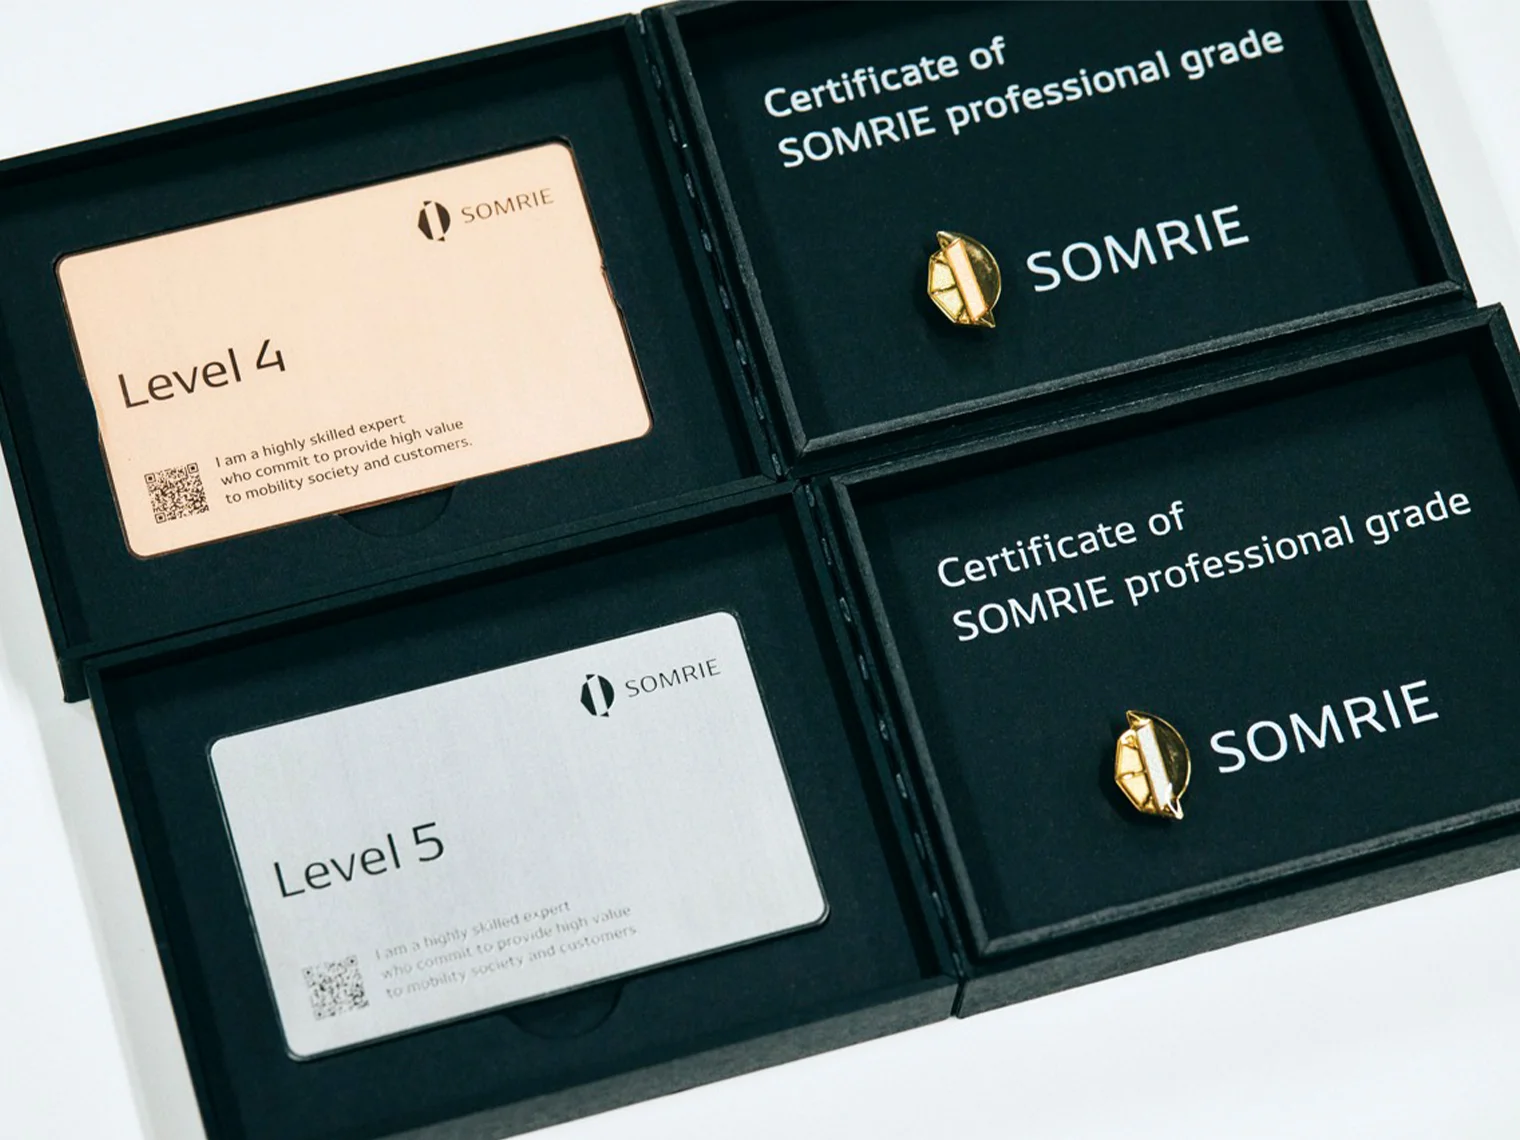 SOMRIE
Level 4
I am a highly skilled expert
who commit to provide high value
to mobility society and customers.
Certificate of
SOMRIE professional grade
SOMRIE
SOMRIE
Level 5
I am a highly skilled expert
who commit to provide high value
to mobility society and customers.
Certificate of
SOMRIE professional grade
SOMRIE